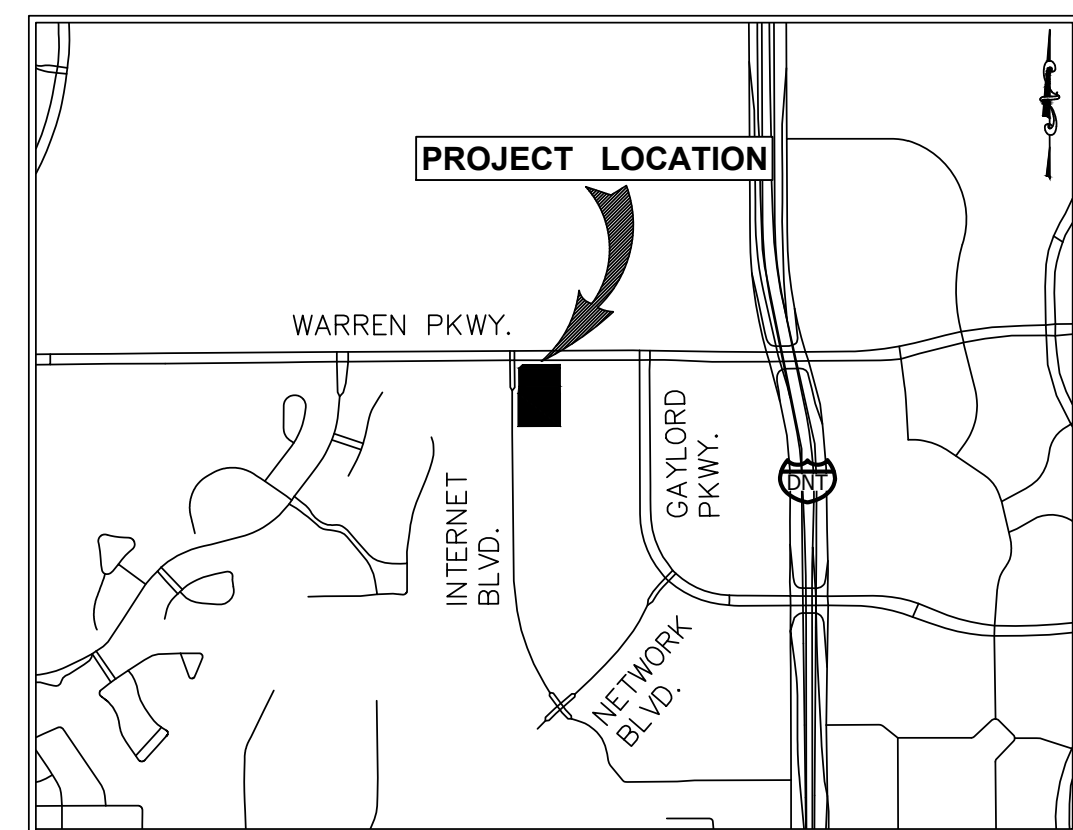 PROJECT LOCATION
WARREN PKWY.
INTERNET
BLVD.
GAYLORD
PKWY.
DNT
NETWORK
BLVD.